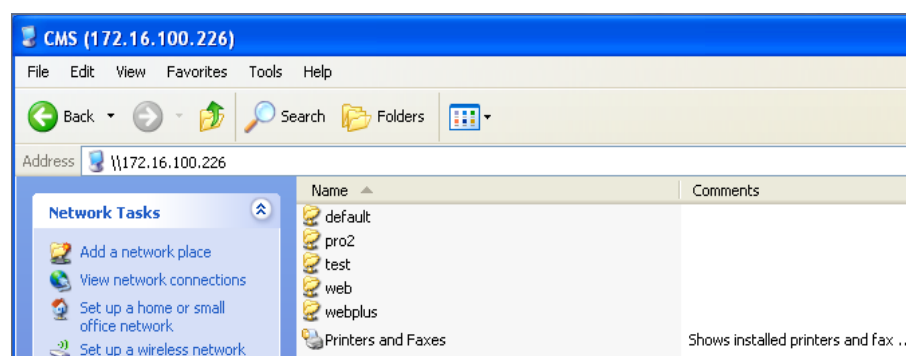 CMS (172.16.100.226)
File Edit View Favorites Tools Help
Back Search Folders
Address \\172.16.100.226
Name Comments
Network Tasks
Add a network place
View network connections
Set up a home or small
office network
Set up a wireless network
default
pro2
test
web
webplus
Printers and Faxes Shows installed printers and fax ...